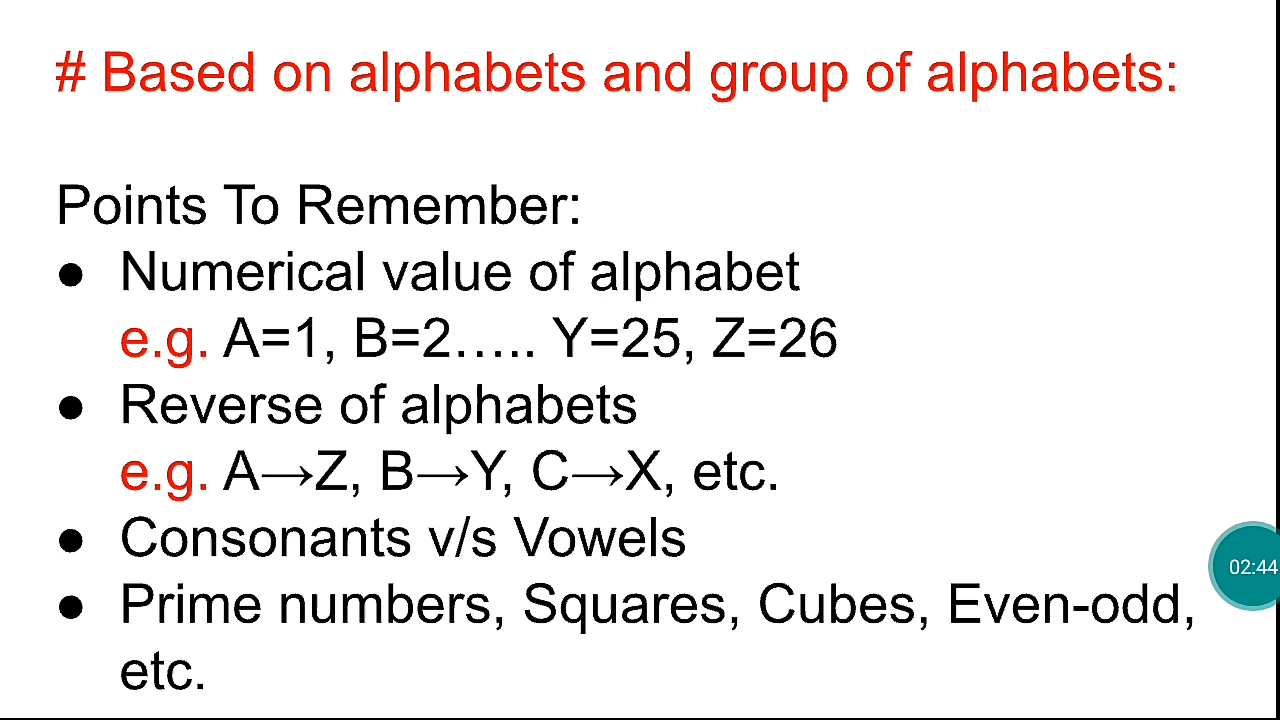 # Based on alphabets and group of alphabets:
Points To Remember:
● Numerical value of alphabet
e.g. A=1, B=2….. Y=25, Z=26
● Reverse of alphabets
e.g. A→Z, B→Y, C→X, etc.
● Consonants v/s Vowels
02:44
● Prime numbers, Squares, Cubes, Even-odd,
etc.